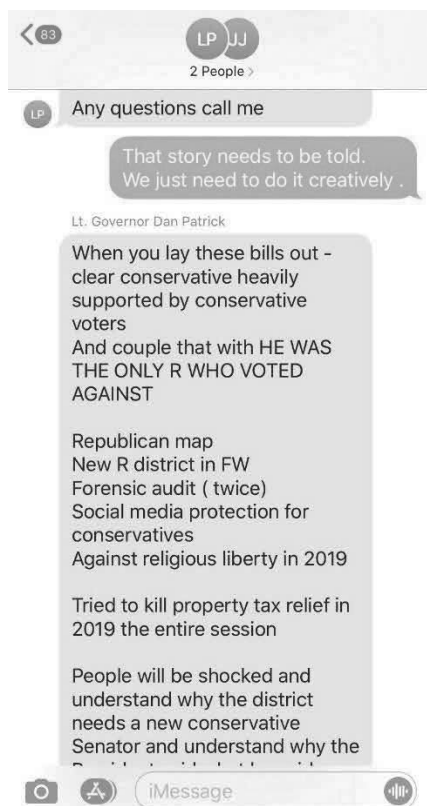 83
LP JJ
2 People >
LP
Any questions call me
That story needs to be told.
We just need to do it creatively .
Lt. Governor Dan Patrick
When you lay these bills out -
clear conservative heavily
supported by conservative
voters
And couple that with HE WAS
THE ONLY R WHO VOTED
AGAINST
Republican map
New R district in FW
Forensic audit ( twice)
Social media protection for
conservatives
Against religious liberty in 2019
Tried to kill property tax relief in
2019 the entire session
People will be shocked and
understand why the district
needs a new conservative
Senator and understand why the
iMessage